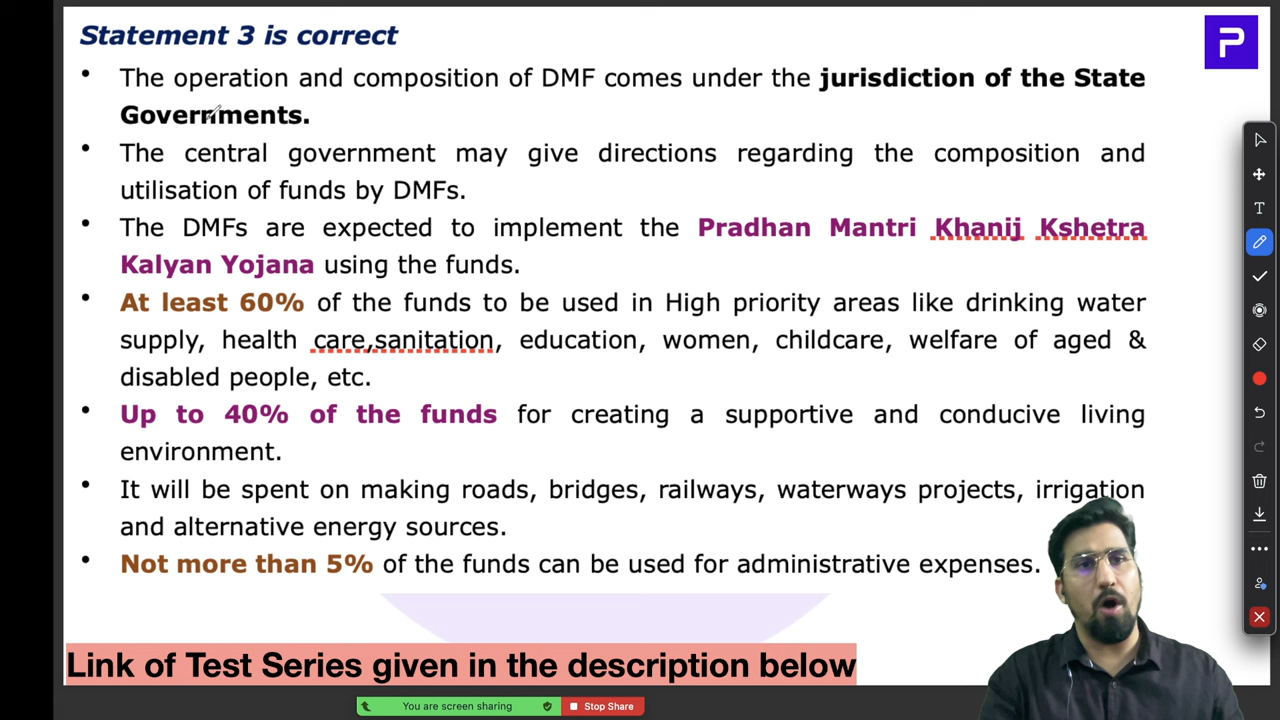 Statement 3 is correct
P
• The operation and composition of DMF comes under the jurisdiction of the State
Governments.
• The central government may give directions regarding the composition and
utilisation of funds by DMFs.
• The DMFs are expected to implement the Pradhan Mantri Khanij Kshetra
Kalyan Yojana using the funds.
• At least 60% of the funds to be used in High priority areas like drinking water
supply, health care,sanitation, education, women, childcare, welfare of aged &
disabled people, etc.
• Up to 40% of the funds for creating a supportive and conducive living
environment.
• It will be spent on making roads, bridges, railways, waterways projects, irrigation
and alternative energy sources.
• Not more than 5% of the funds can be used for administrative expenses.
Link of Test Series given in the description below
You are screen sharing Stop Share
T